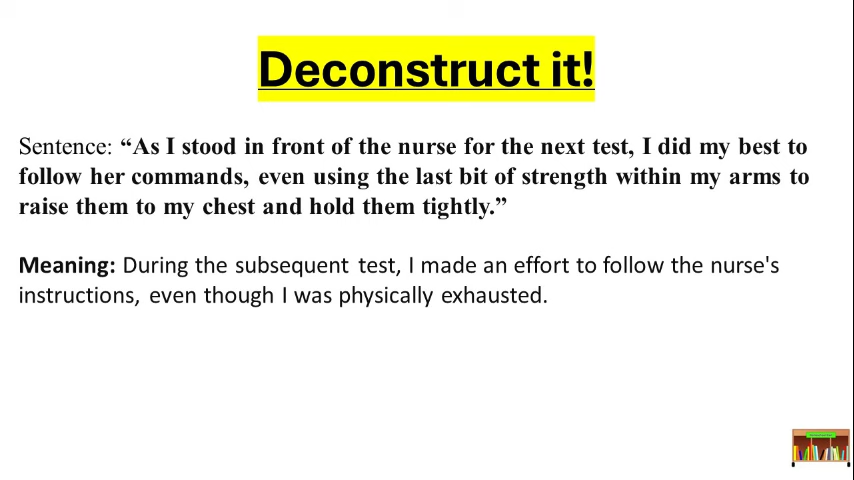 Deconstruct it!
Sentence: “As I stood in front of the nurse for the next test, I did my best to
follow her commands, even using the last bit of strength within my arms to
raise them to my chest and hold them tightly.”
Meaning: During the subsequent test, I made an effort to follow the nurse's
instructions, even though I was physically exhausted.